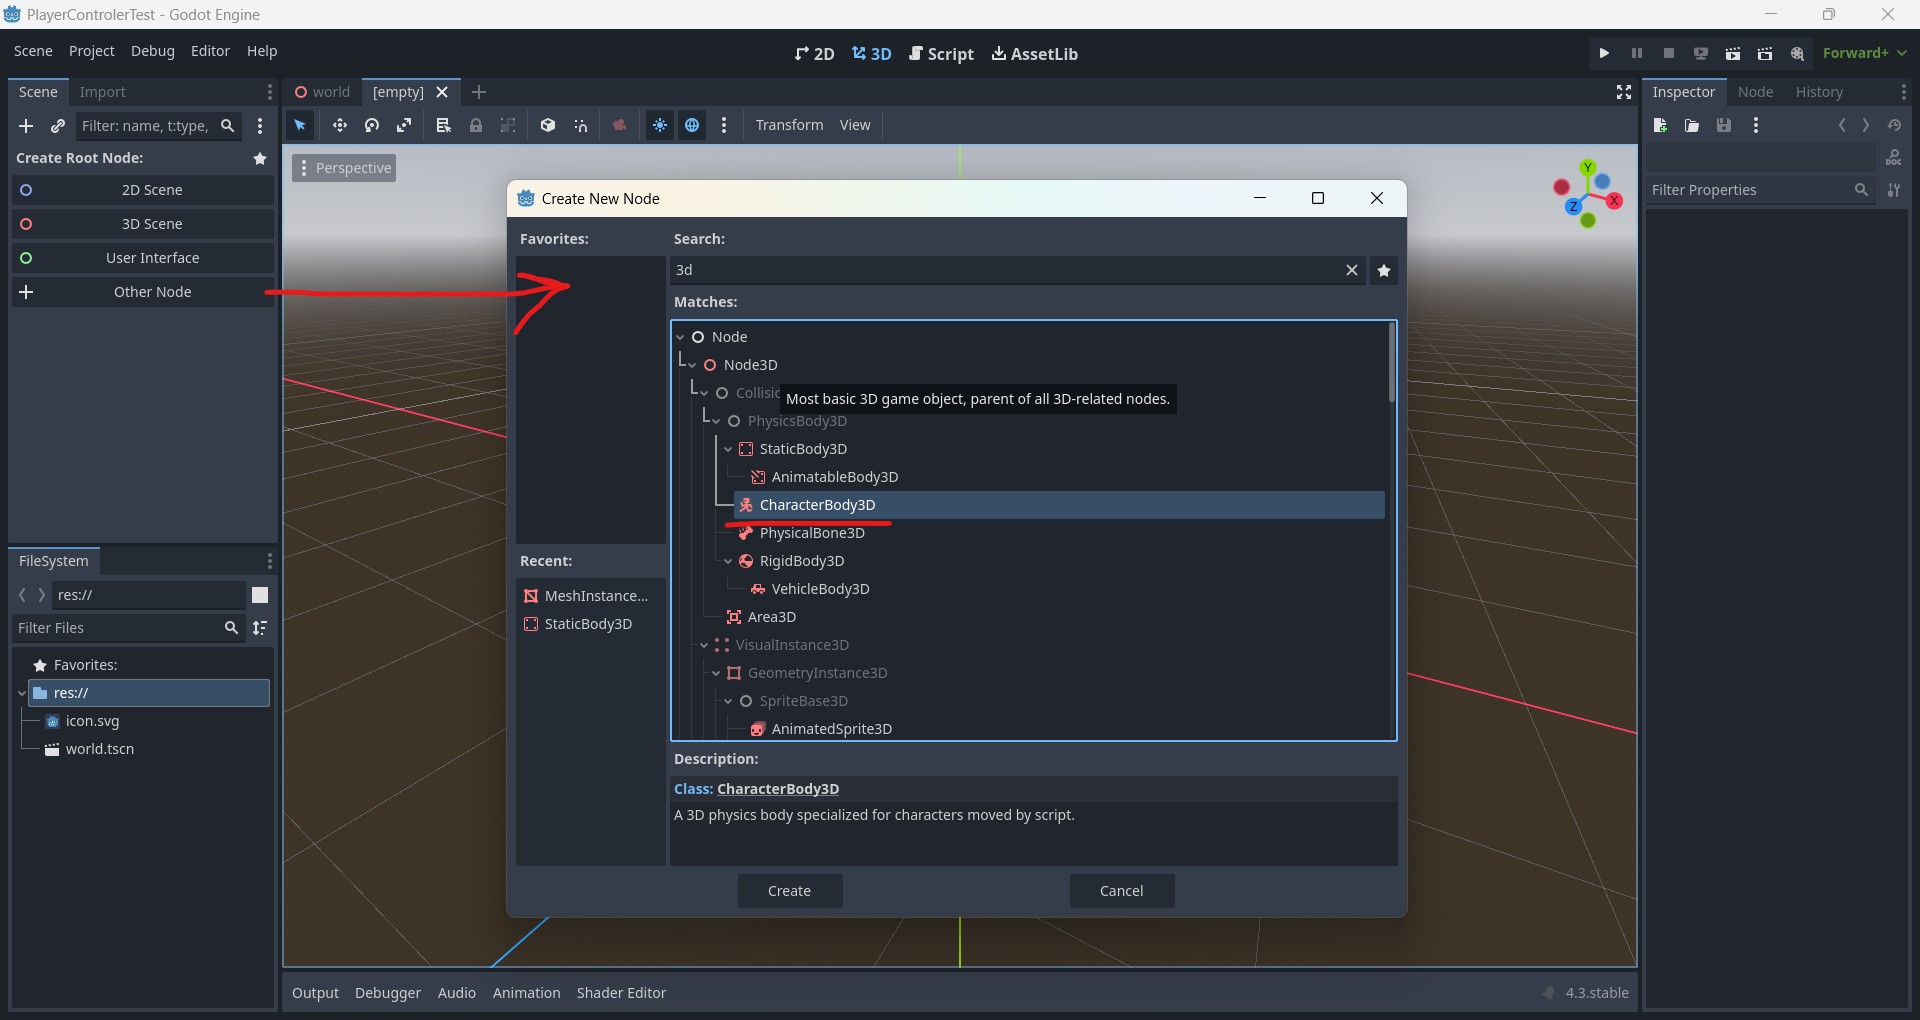 PlayerControlerTest - Godot Engine
Scene Project Debug Editor Help
2D 3D Script AssetLib
Forward+
Scene Import
world [empty]
Inspector Node History
Filter: name, t:type,
Transform View
Create Root Node:
2D Scene
3D Scene
User Interface
Other Node
Perspective
Y
X
Z
DOC
Filter Properties
Create New Node
Favorites:
Search:
3d
Matches:
Node
Node3D
Collisio
Most basic 3D game object, parent of all 3D-related nodes.
PhysicsBody3D
StaticBody3D
AnimatableBody3D
CharacterBody3D
PhysicalBone3D
RigidBody3D
VehicleBody3D
Area3D
VisualInstance3D
GeometryInstance3D
SpriteBase3D
AnimatedSprite3D
Recent:
MeshInstance...
StaticBody3D
Description:
Class: CharacterBody3D
A 3D physics body specialized for characters moved by script.
Create
Cancel
FileSystem
res://
Filter Files
Favorites:
res://
icon.svg
world.tscn
Output Debugger Audio Animation Shader Editor
4.3.stable